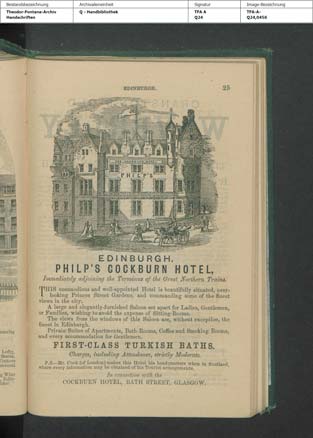 Bestandsbezeichnung Archivaleneinheit Signatur Image-Bezeichnung
Theodor-Fontane-Archiv Q - Handbibliothek TFA A TFA-A-
Handschriften Q24 Q24,0456
EDINBURGH. 25
PHILP'S
EDINBURGH.
PHILP'S COCKBURN HOTEL,
Immediately adjoining the Terminus of the Great Northern Trains.
THIS commodious and well-appointed Hotel is beautifully situated, over-
looking Princes Street Gardens, and commanding some of the finest
views in the city.
A large and elegantly-furnished Saloon set apart for Ladies, Gentlemen,
or Families, wishing to avoid the expense of Sitting-Rooms.
The views from the windows of this Saloon are, without exception, the
finest in Edinburgh.
Private Suites of Apartments, Bath Rooms, Coffee and Smoking Rooms,
and every accommodation for Gentlemen.
FIRST-CLASS TURKISH BATHS.
Charges, including Attendance, strictly Moderate.
P.S.—Mr. Cook (of London) makes this Hotel his headquarters when in Scotland,
where every information may be obtained of his Tourist arrangements.
In connection with the
COCKBURN HOTEL, BATH STREET, GLASGOW.